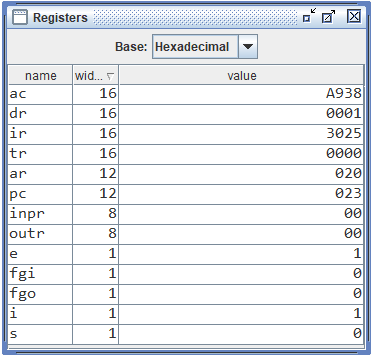 Registers
Base: Hexadecimal
name wid... value
ac 16 A938
dr 16 0001
ir 16 3025
tr 16 0000
ar 12 020
pc 12 023
inpr 8 00
outr 8 00
e 1 1
fgi 1 0
fgo 1 0
i 1 1
s 1 0